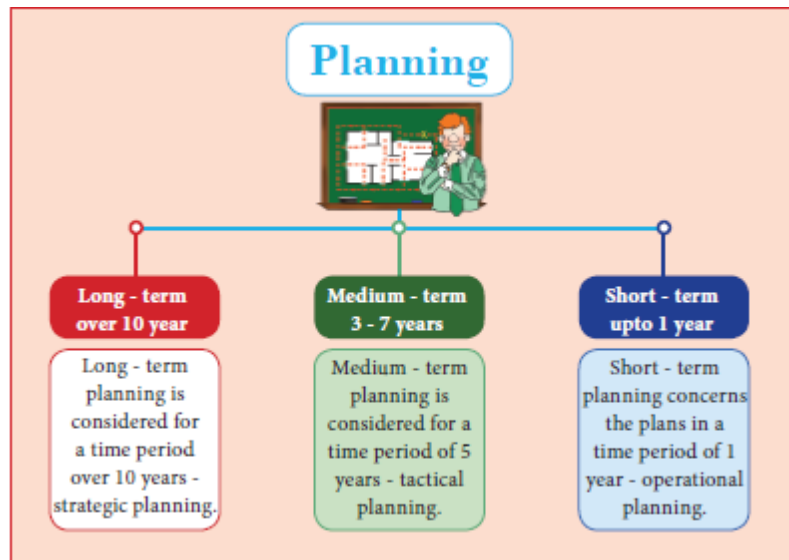 Planning
Long - term
over 10 year
Long - term
planning is
considered for
a time period
over 10 years -
strategic planning.
Medium - term
3 - 7 years
Medium - term
planning is
considered for a
time period of 5
years - tactical
planning.
Short - term
upto 1 year
Short - term
planning concerns
the plans in a
time period of 1
year - operational
planning.